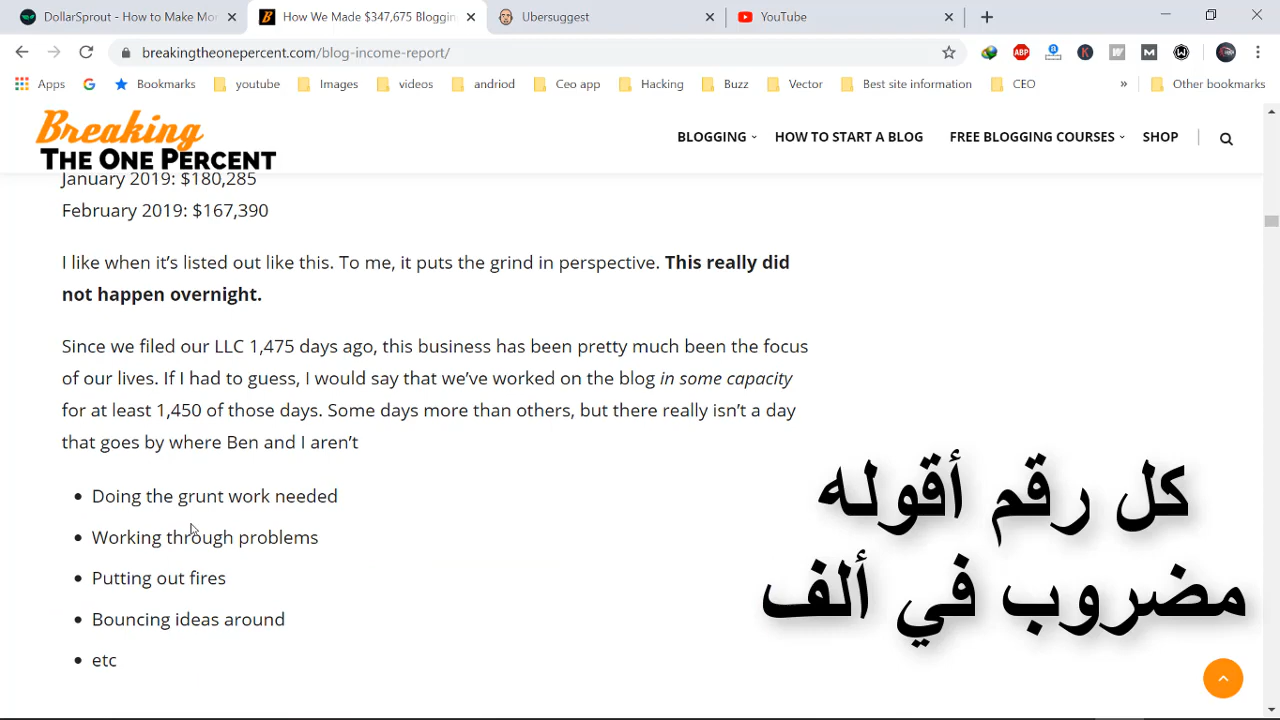 DollarSprout - How to Make Mo
How We Made $347,675 Bloggin
Ubersuggest
YouTube
breakingtheonepercent.com/blog-income-report/
ABP
Apps
Bookmarks
youtube
Images
videos
andriod
Ceo app
Hacking
Buzz
Vector
Best site information
CEO
»
Other bookmarks
Breaking
THE ONE PERCENT
BLOGGING
HOW TO START A BLOG
FREE BLOGGING COURSES
SHOP
January 2019: $180,285
February 2019: $167,390
I like when it’s listed out like this. To me, it puts the grind in perspective. This really did
not happen overnight.
Since we filed our LLC 1,475 days ago, this business has been pretty much been the focus
of our lives. If I had to guess, I would say that we’ve worked on the blog in some capacity
for at least 1,450 of those days. Some days more than others, but there really isn’t a day
that goes by where Ben and I aren’t
• Doing the grunt work needed
• Working through problems
• Putting out fires
• Bouncing ideas around
• etc
كل رقم أقوله
مضروب في ألف